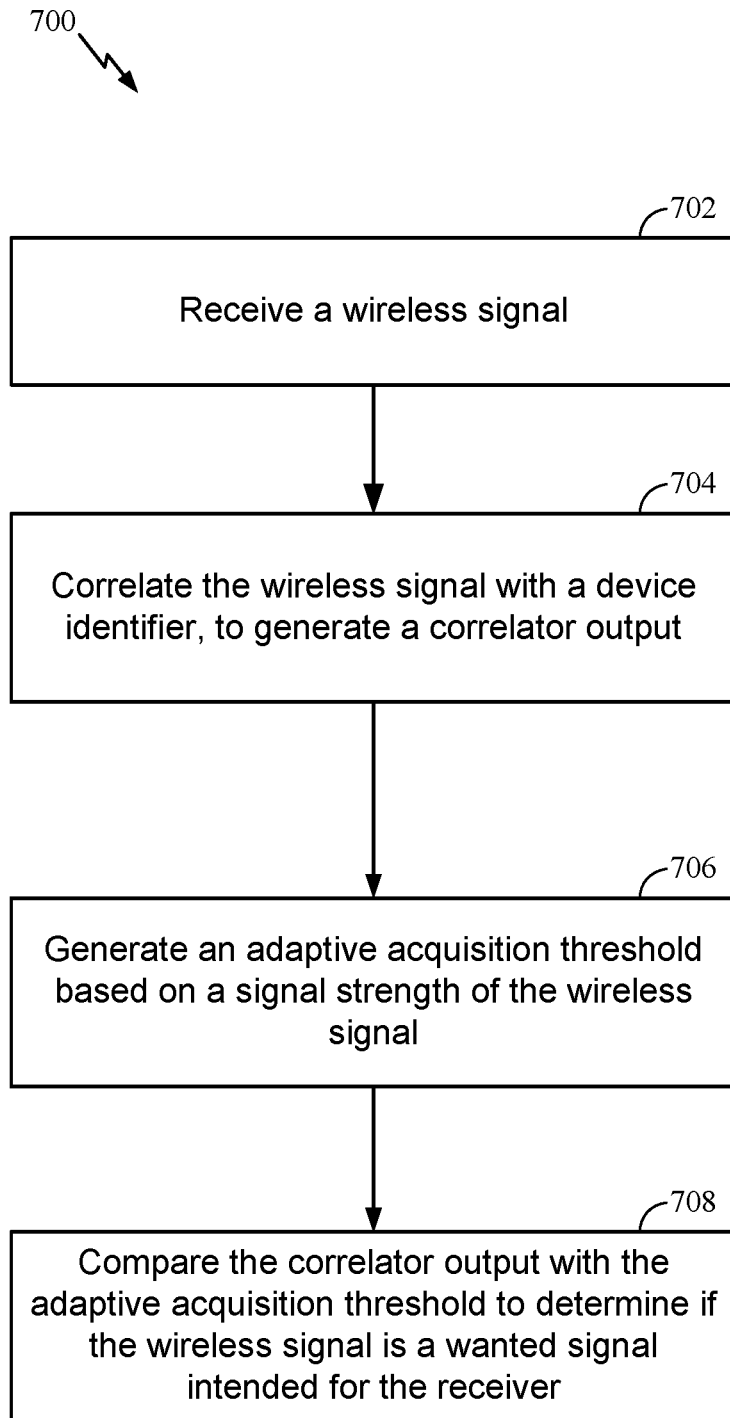 700
702
Receive a wireless signal
704
Correlate the wireless signal with a device
identifier, to generate a correlator output
706
Generate an adaptive acquisition threshold
based on a signal strength of the wireless
signal
708
Compare the correlator output with the
adaptive acquisition threshold to determine if
the wireless signal is a wanted signal
intended for the receiver